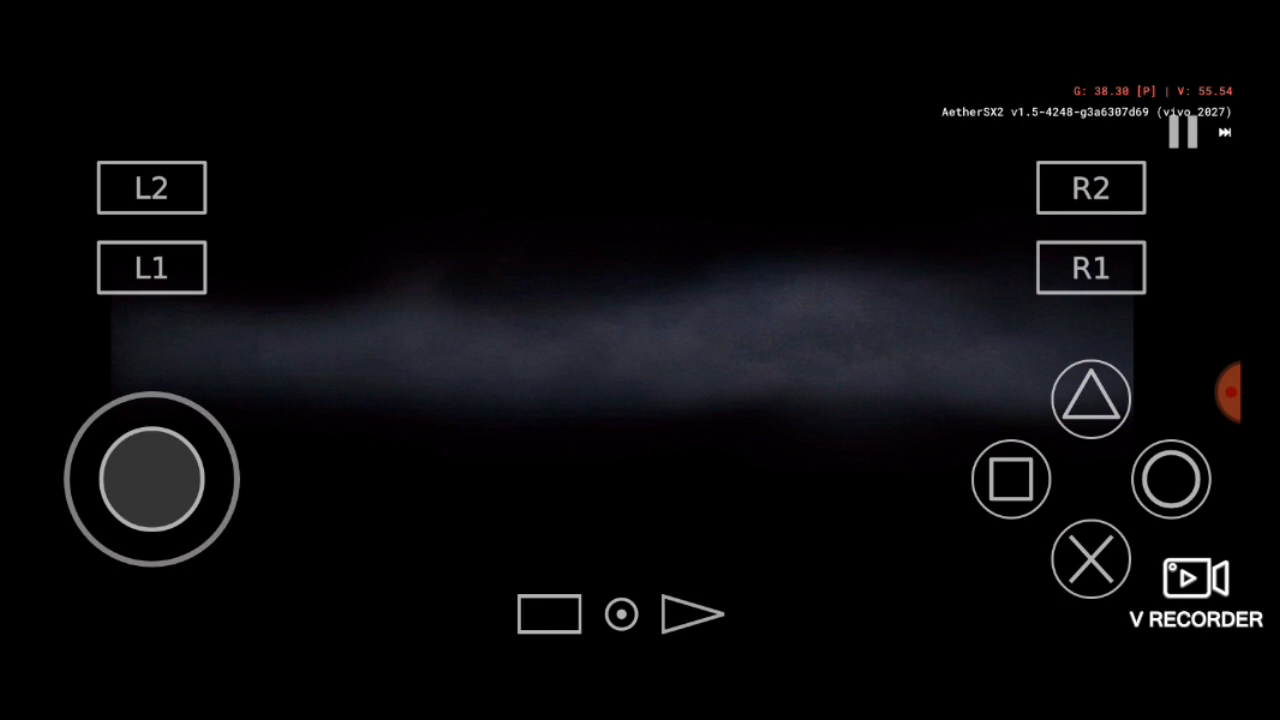 G: 38.30 [P] | V: 55.54
AetherSX2 v1.5-4248-g3a6307d69 (vivo 2027)
L2
R2
L1
R1
V RECORDER